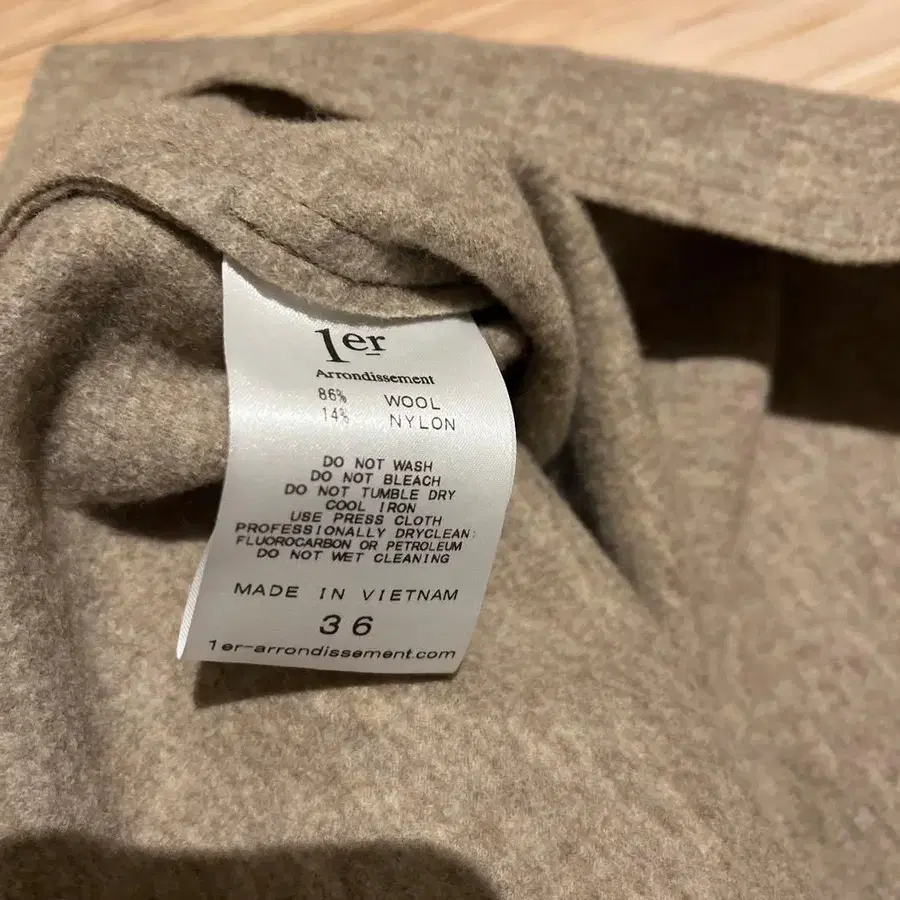 1er
Arrondissement
86% WOOL
14% NYLON
DO NOT WASH
DO NOT BLEACH
DO NOT TUMBLE DRY
COOL IRON
USE PRESS CLOTH
PROFESSIONALLY DRYCLEAN:
FLUOROCARBON OR PETROLEUM
DO NOT WET CLEANING
MADE IN VIETNAM
36
1er-arrondissement.com